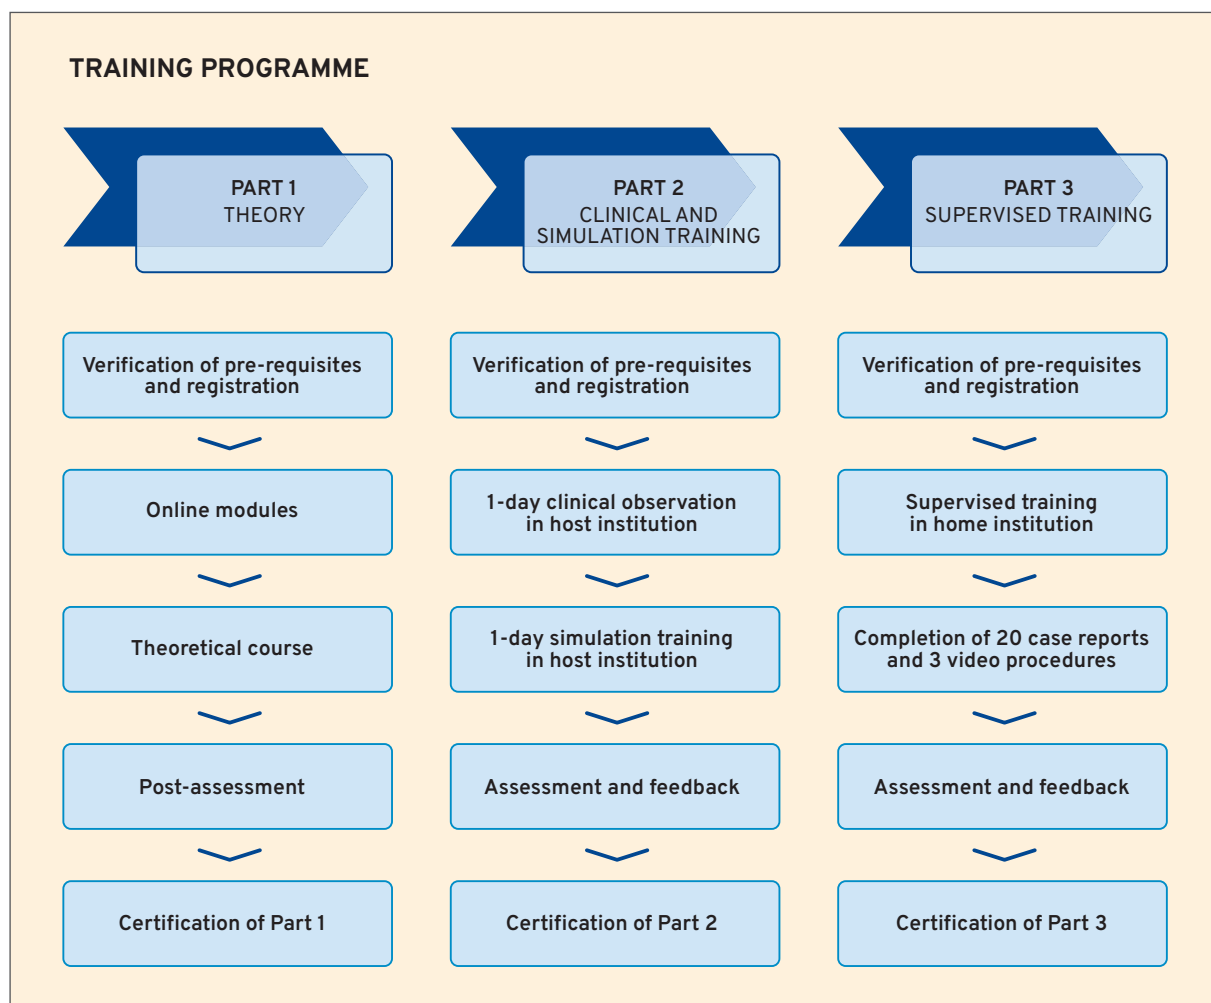 TRAINING PROGRAMME
PART 1
THEORY
Verification of pre-requisites
and registration
Online modules
Theoretical course
Post-assessment
Certification of Part 1
PART 2
CLINICAL AND
SIMULATION TRAINING
Verification of pre-requisites
and registration
1-day clinical observation
in host institution
1-day simulation training
in host institution
Assessment and feedback
Certification of Part 2
PART 3
SUPERVISED TRAINING
Verification of pre-requisites
and registration
Supervised training
in home institution
Completion of 20 case reports
and 3 video procedures
Assessment and feedback
Certification of Part 3